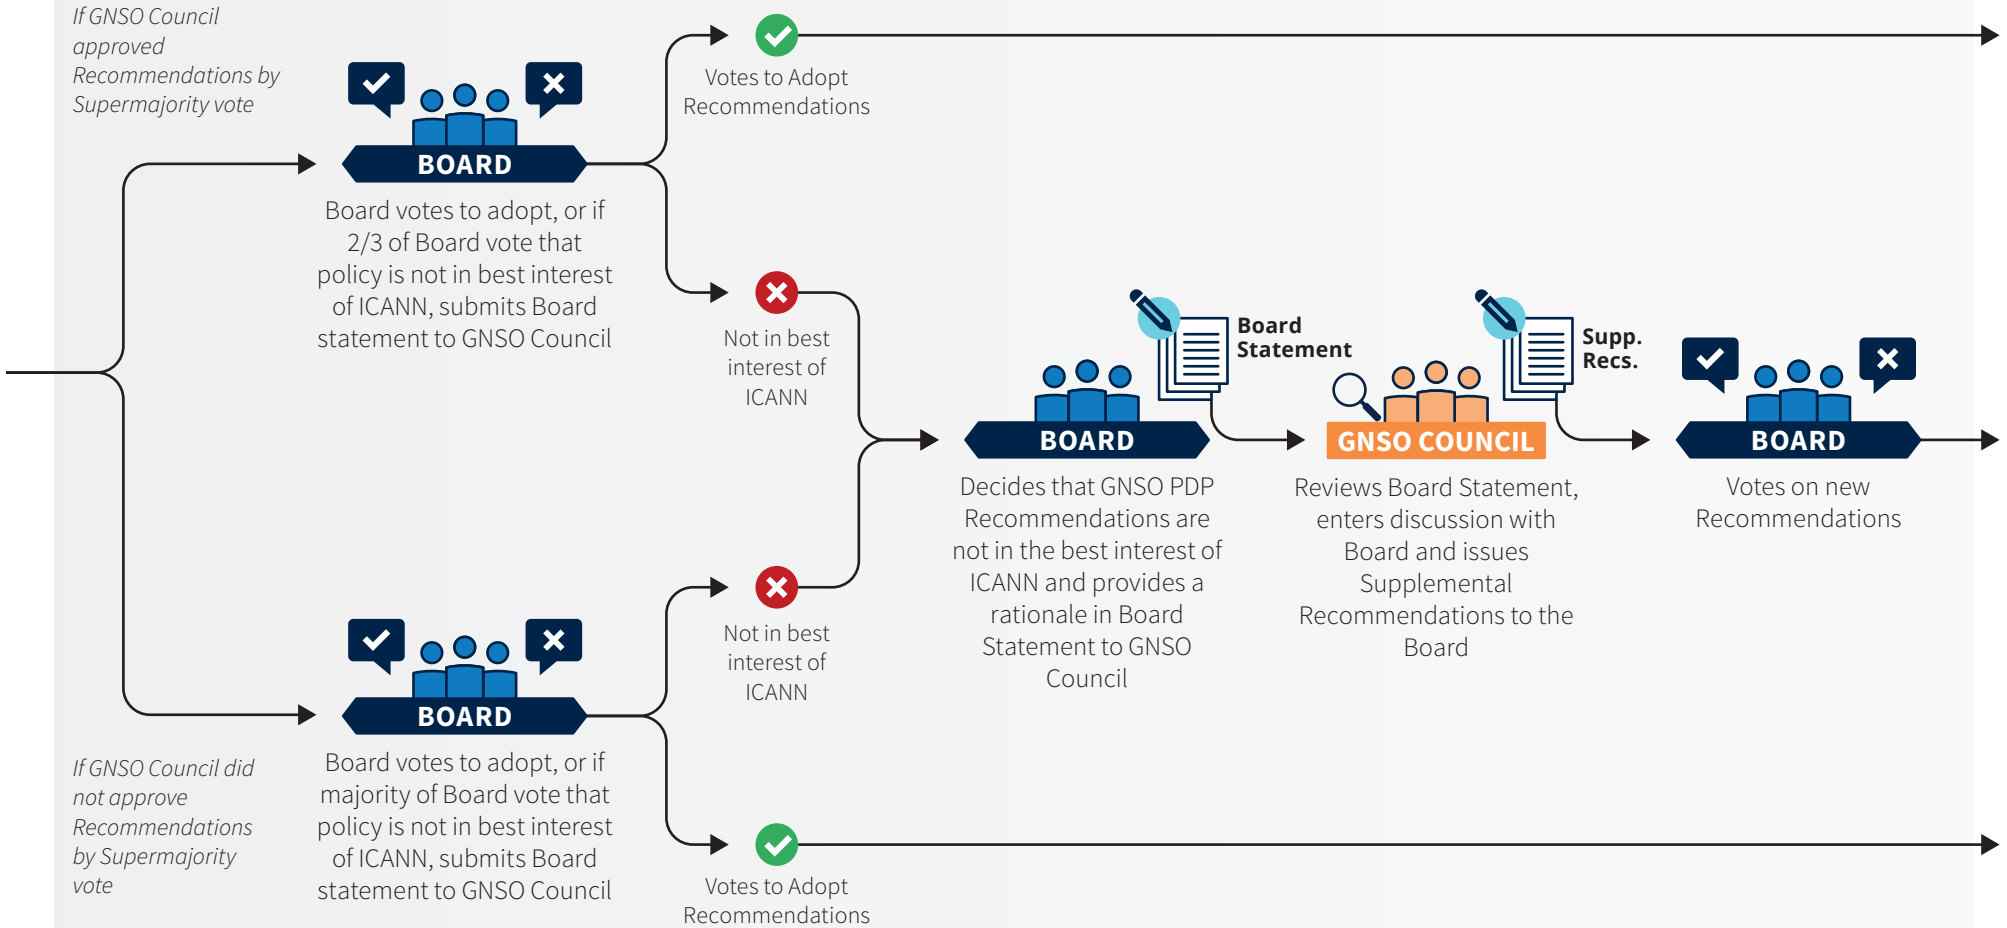 If GNSO Council
approved
Recommendations by
Supermajority vote
BOARD
Board votes to adopt, or if
2/3 of Board vote that
policy is not in best interest
of ICANN, submits Board
statement to GNSO Council
Votes to Adopt
Recommendations
Not in best
interest of
ICANN
If GNSO Council did
not approve
Recommendations
by Supermajority
vote
BOARD
Board votes to adopt, or if
majority of Board vote that
policy is not in best interest
of ICANN, submits Board
statement to GNSO Council
Not in best
interest of
ICANN
Votes to Adopt
Recommendations
Board
Statement
BOARD
Decides that GNSO PDP
Recommendations are
not in the best interest of
ICANN and provides a
rationale in Board
Statement to GNSO
Council
Supp.
Recs.
GNSO COUNCIL
Reviews Board Statement,
enters discussion with
Board and issues
Supplemental
Recommendations to the
Board
BOARD
Votes on new
Recommendations